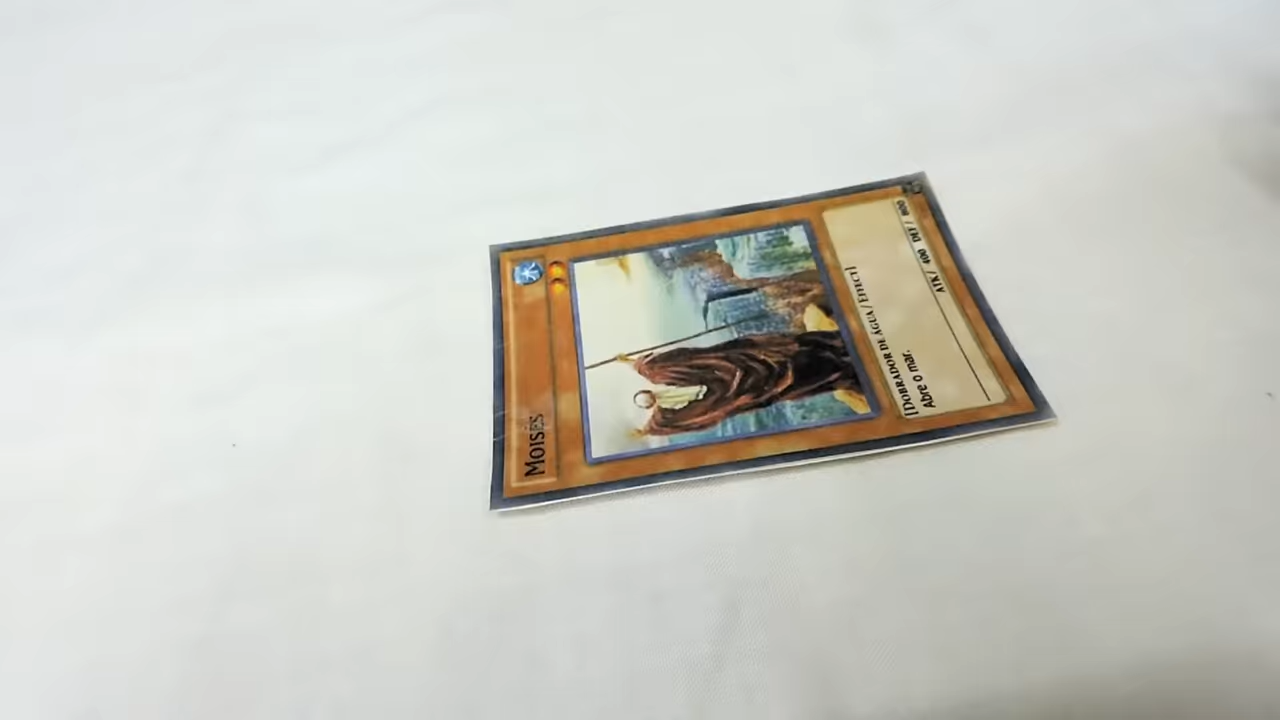 MOISÉS
[DOBRADOR DE ÁGUA / EFFECT]
Abre o mar.
ATK/ 400 DEF/ 800